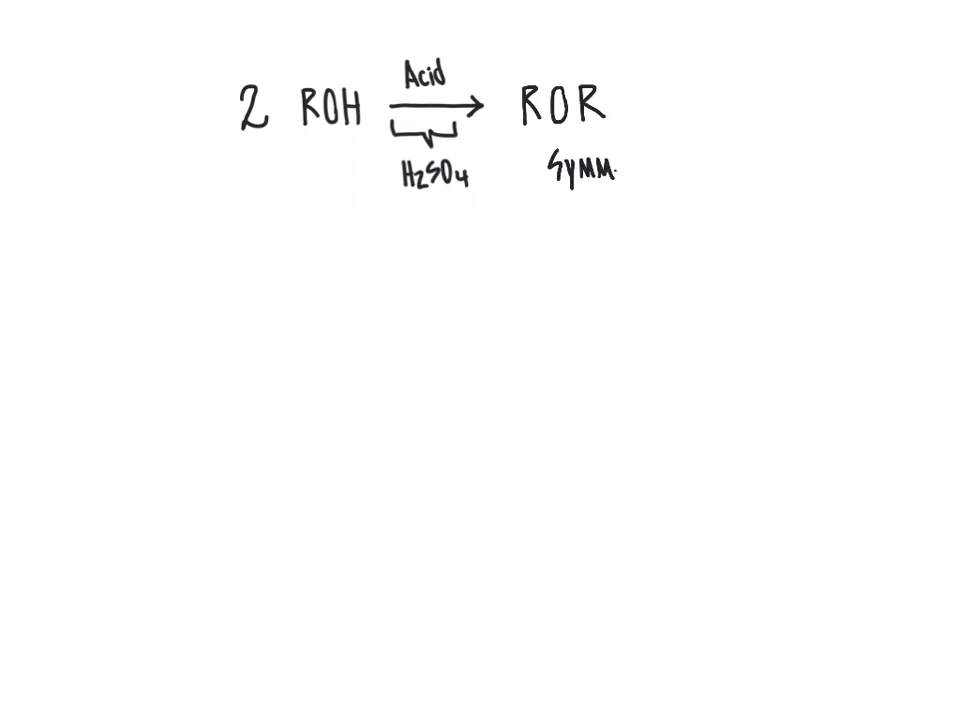 Acid
2 ROH → ROR
H₂SO₄ Symm.